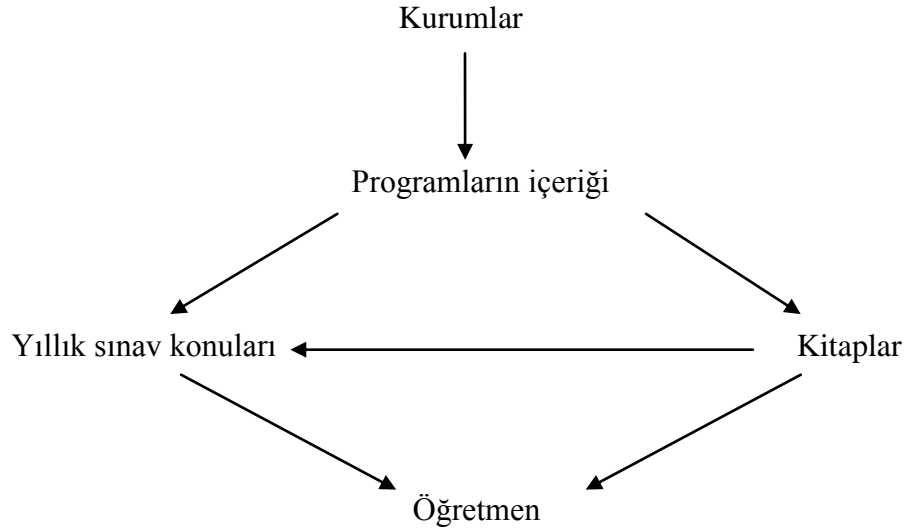 Kurumlar
Programların içeriği
Yıllık sınav konuları
Kitaplar
Öğretmen